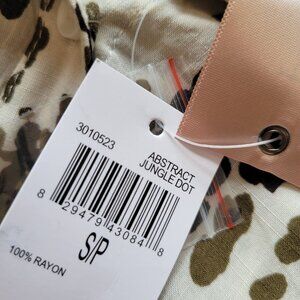 3010523
ABSTRACT
JUNGLE DOT
8 29479 43084 8
S/P
100% RAYON